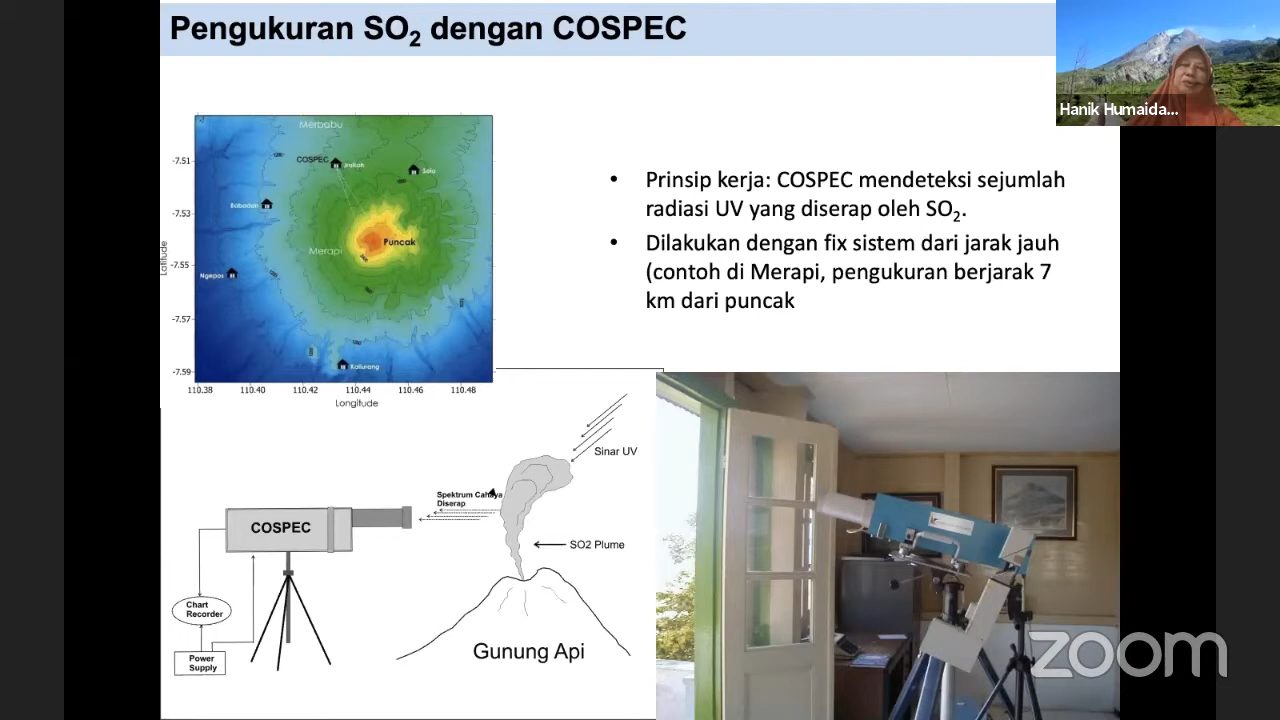 Pengukuran SO₂ dengan COSPEC
Hanik Humaida...
Merbabu
COSPEC
Jrakah
Selo
Babadan
Merapi
Puncak
Ngepos
Kaliurang
-7.51
-7.53
-7.55
-7.57
-7.59
Latitude
110.38 110.40 110.42 110.44 110.46 110.48
Longitude
• Prinsip kerja: COSPEC mendeteksi sejumlah
radiasi UV yang diserap oleh SO₂.
• Dilakukan dengan fix sistem dari jarak jauh
(contoh di Merapi, pengukuran berjarak 7
km dari puncak
Sinar UV
Spektrum Cahaya
Diserap
COSPEC
SO2 Plume
Chart
Recorder
Power
Supply
Gunung Api
zoom